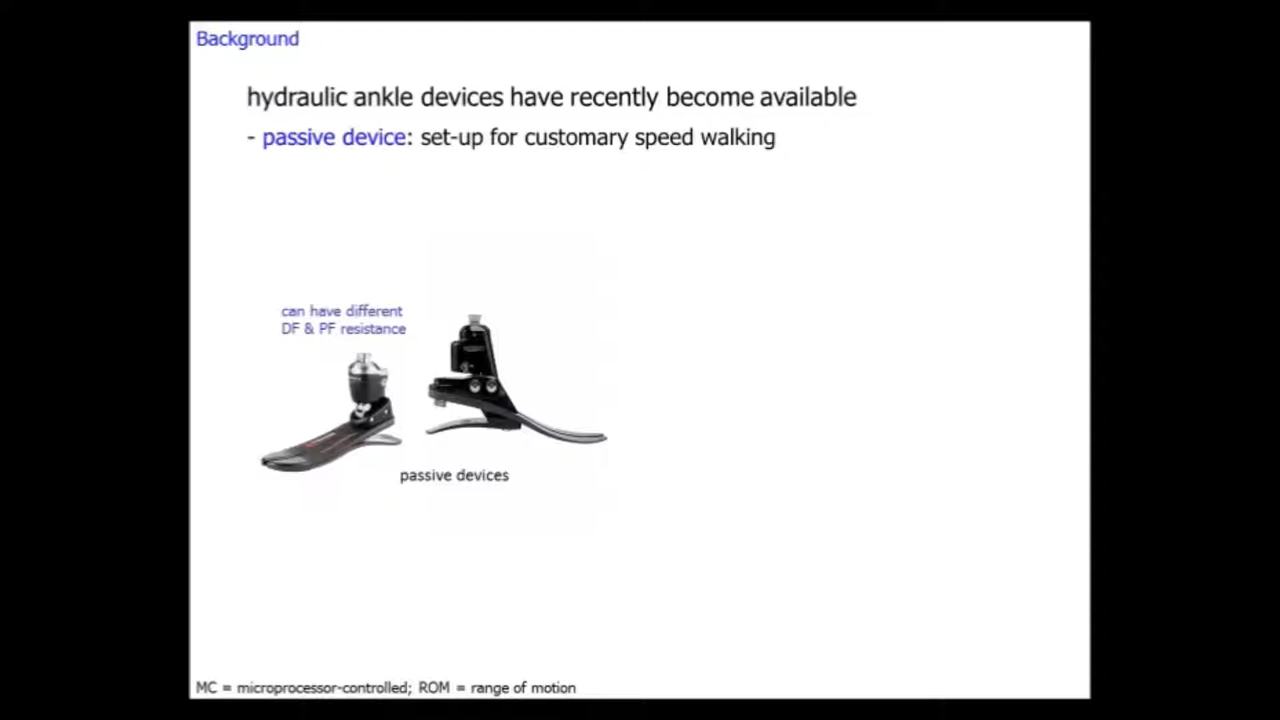 Background
hydraulic ankle devices have recently become available
- passive device: set-up for customary speed walking
can have different
DF & PF resistance
passive devices
MC = microprocessor-controlled; ROM = range of motion